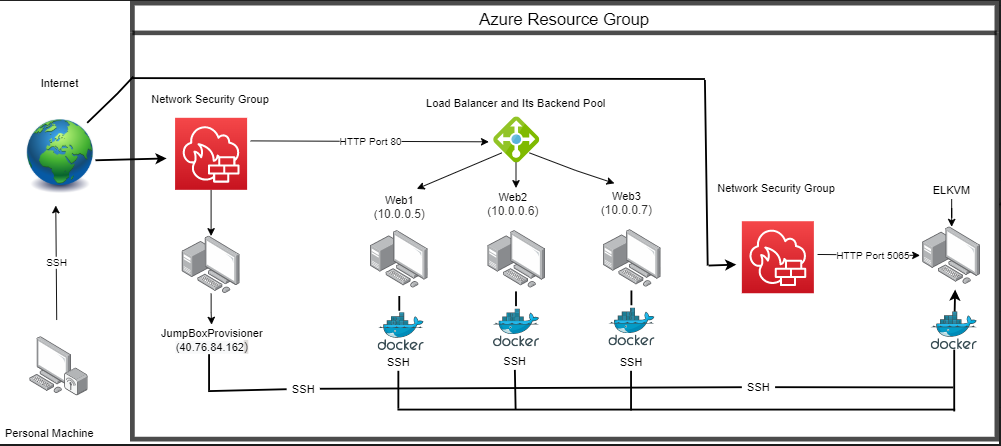 Azure Resource Group
Internet
Network Security Group
Load Balancer and Its Backend Pool
HTTP Port 80
Web1
(10.0.0.5)
Web2
(10.0.0.6)
Web3
(10.0.0.7)
Network Security Group
ELKVM
HTTP Port 5065
SSH
JumpBoxProvisioner
(40.76.84.162)
docker
docker
docker
docker
SSH
SSH
SSH
SSH
SSH
Personal Machine